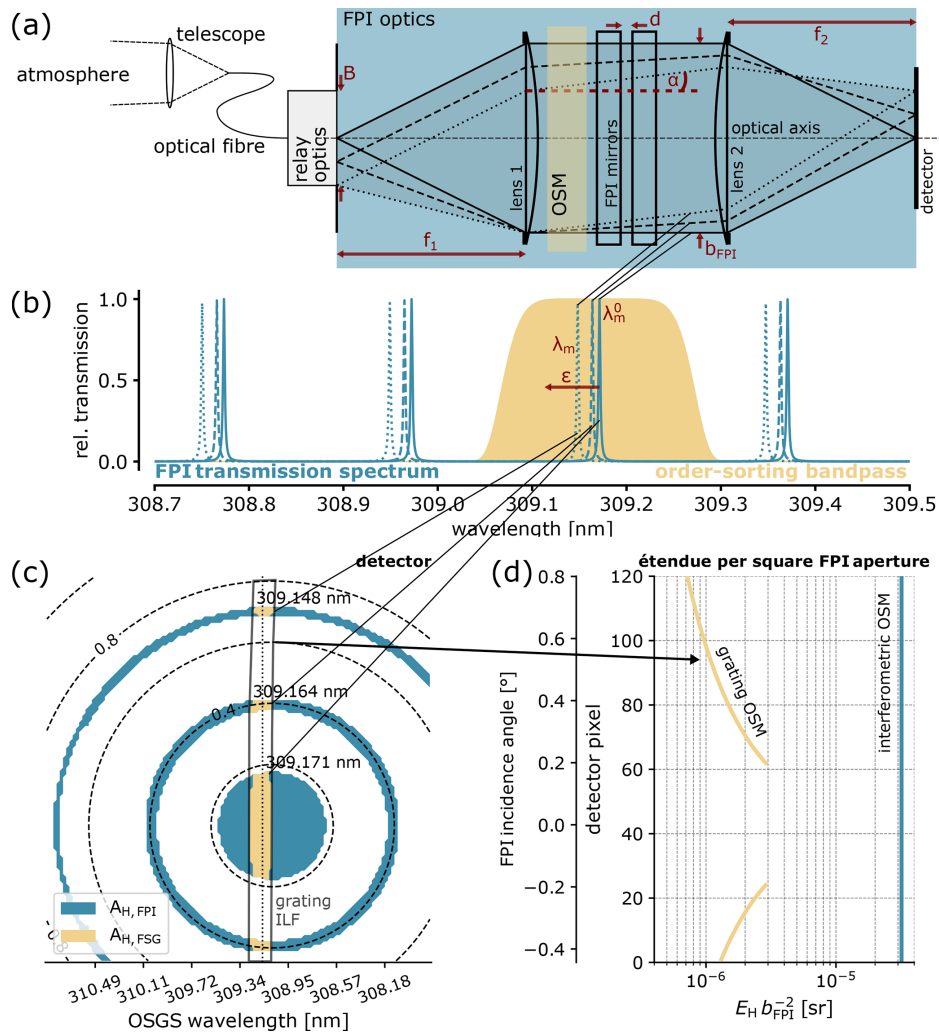 (a)
FPI optics
telescope
atmosphere
optical fibre
relay
optics
B
d
α
f₁
f₂
lens 1
OSM
FPI mirrors
lens 2
optical axis
b_FPI
detector
(b)
rel. transmission
1.0
0.5
0.0
λ_m
λ_m^0
ε
FPI transmission spectrum
order-sorting bandpass
308.7 308.8 308.9 309.0 309.1 309.2 309.3 309.4 309.5
wavelength [nm]
(c)
detector
309.148 nm
0.8
309.164 nm
0.4
309.171 nm
grating
ILF
A_H,FPI
A_H,FSG
0.8
310.49 310.11 309.72 309.34 308.95 308.57 308.18
OSGS wavelength [nm]
(d)
étendue per square FPI aperture
FPI incidence angle [°]
0.8
0.6
0.4
0.2
0.0
−0.2
−0.4
detector pixel
120
100
80
60
40
20
0
grating OSM
interferometric OSM
10⁻⁶ 10⁻⁵
E_H b_FPI^−2 [sr]